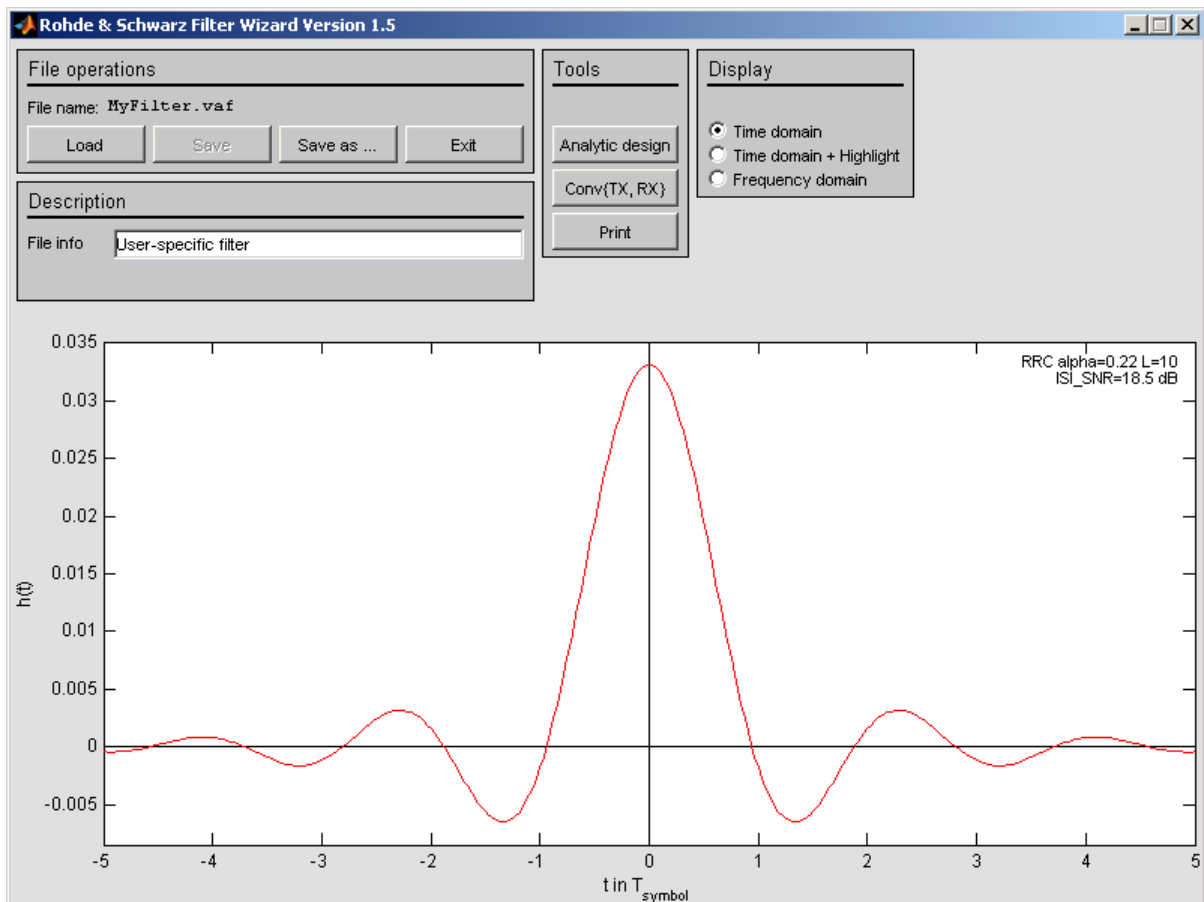 Rohde & Schwarz Filter Wizard Version 1.5
File operations
File name: MyFilter.vaf
Load
Save
Save as ...
Exit
Description
File info
User-specific filter
Tools
Analytic design
Conv{TX, RX}
Print
Display
Time domain
Time domain + Highlight
Frequency domain
RRC alpha=0.22 L=10
ISI_SNR=18.5 dB
0.035
0.03
0.025
0.02
0.015
0.01
0.005
0
-0.005
h(t)
-5 -4 -3 -2 -1 0 1 2 3 4 5
t in Tsymbol